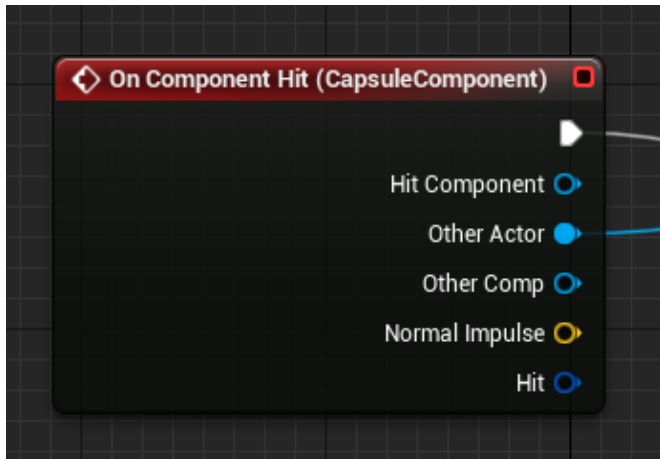 On Component Hit (CapsuleComponent)
Hit Component
Other Actor
Other Comp
Normal Impulse
Hit